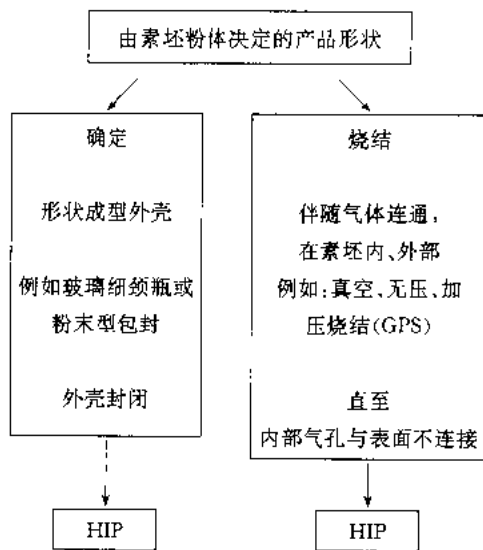 由素坯粉体决定的产品形状
确定
形状成型外壳
例如玻璃细颈瓶或
粉末型包封
外壳封闭
HIP
烧结
伴随气体连通,
在素坯内、外部
例如:真空、无压、加
压烧结(GPS)
直至
内部气孔与表面不连接
HIP